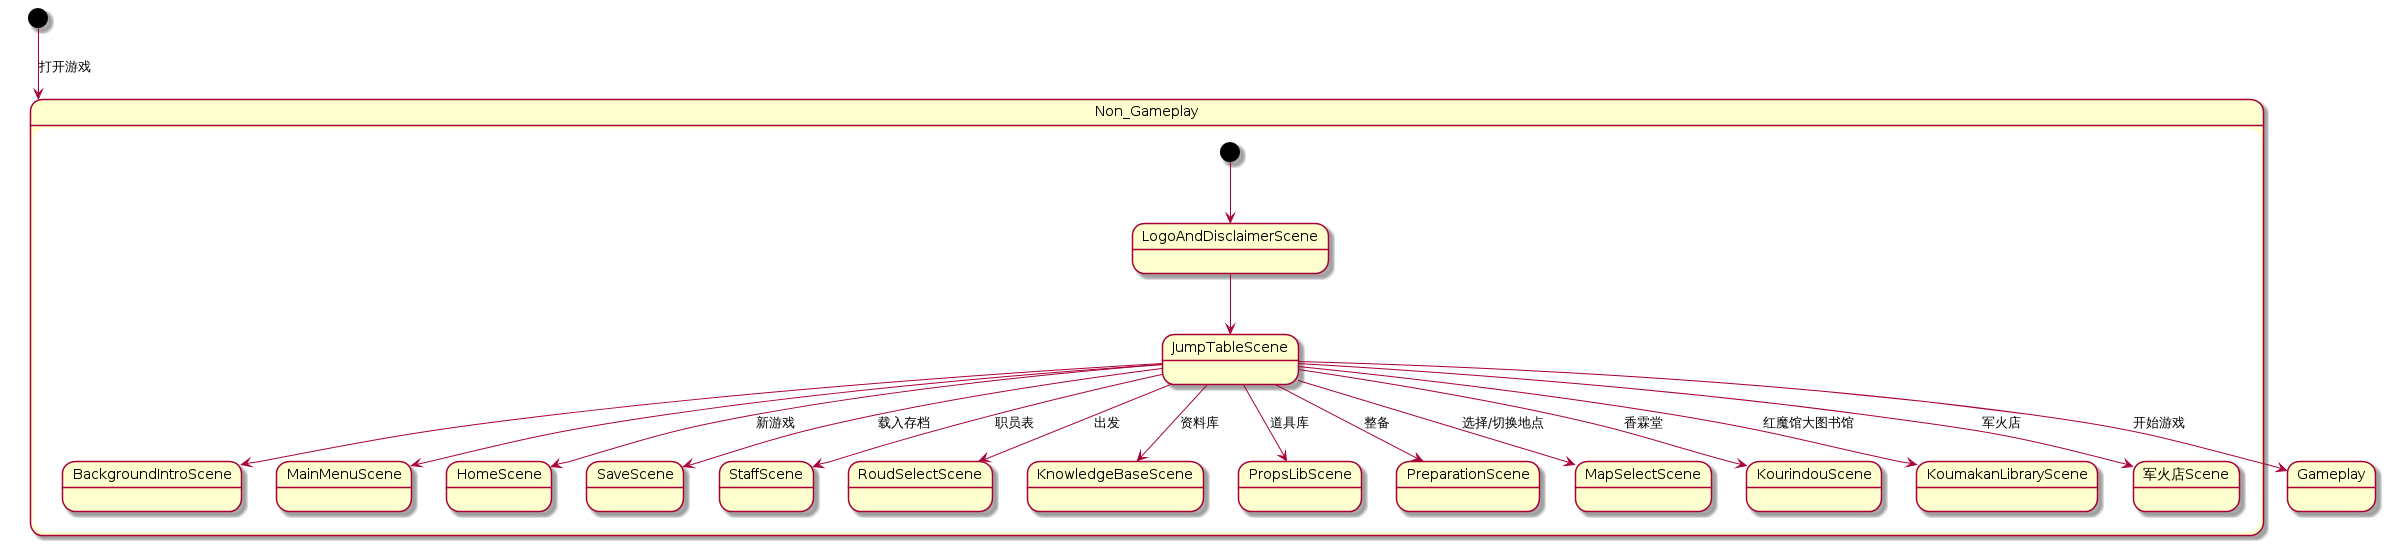 打开游戏
Non_Gameplay
LogoAndDisclaimerScene
JumpTableScene
新游戏
载入存档
职员表
出发
资料库
道具库
整备
选择/切换地点
香霖堂
红魔馆大图书馆
军火店
开始游戏
BackgroundIntroScene
MainMenuScene
HomeScene
SaveScene
StaffScene
RoudSelectScene
KnowledgeBaseScene
PropsLibScene
PreparationScene
MapSelectScene
KourindouScene
KoumakanLibraryScene
军火店Scene
Gameplay